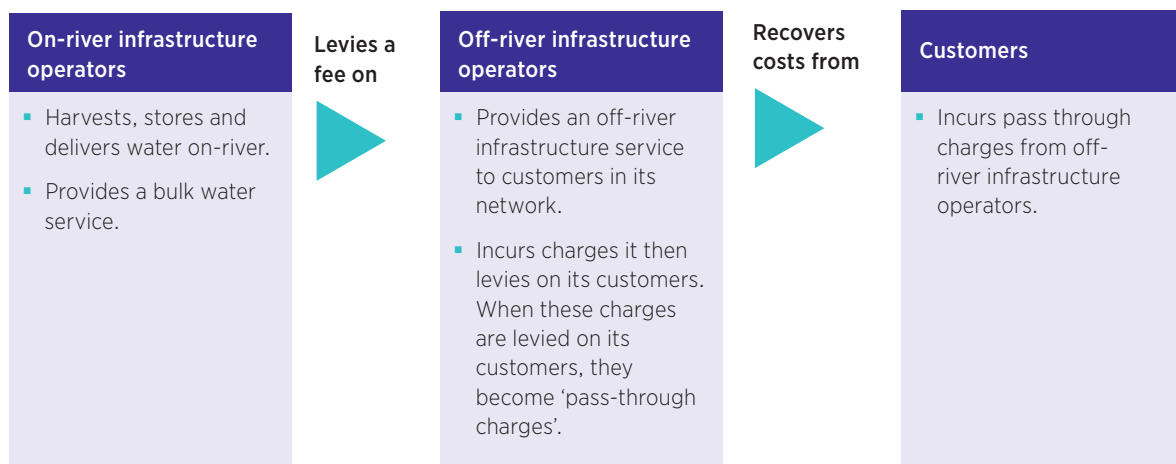 On-river infrastructure
operators
▪ Harvests, stores and
delivers water on-river.
▪ Provides a bulk water
service.
Levies a
fee on
Off-river infrastructure
operators
▪ Provides an off-river
infrastructure service
to customers in its
network.
▪ Incurs charges it then
levies on its customers.
When these charges
are levied on its
customers, they
become ‘pass-through
charges’.
Recovers
costs from
Customers
▪ Incurs pass through
charges from off-
river infrastructure
operators.